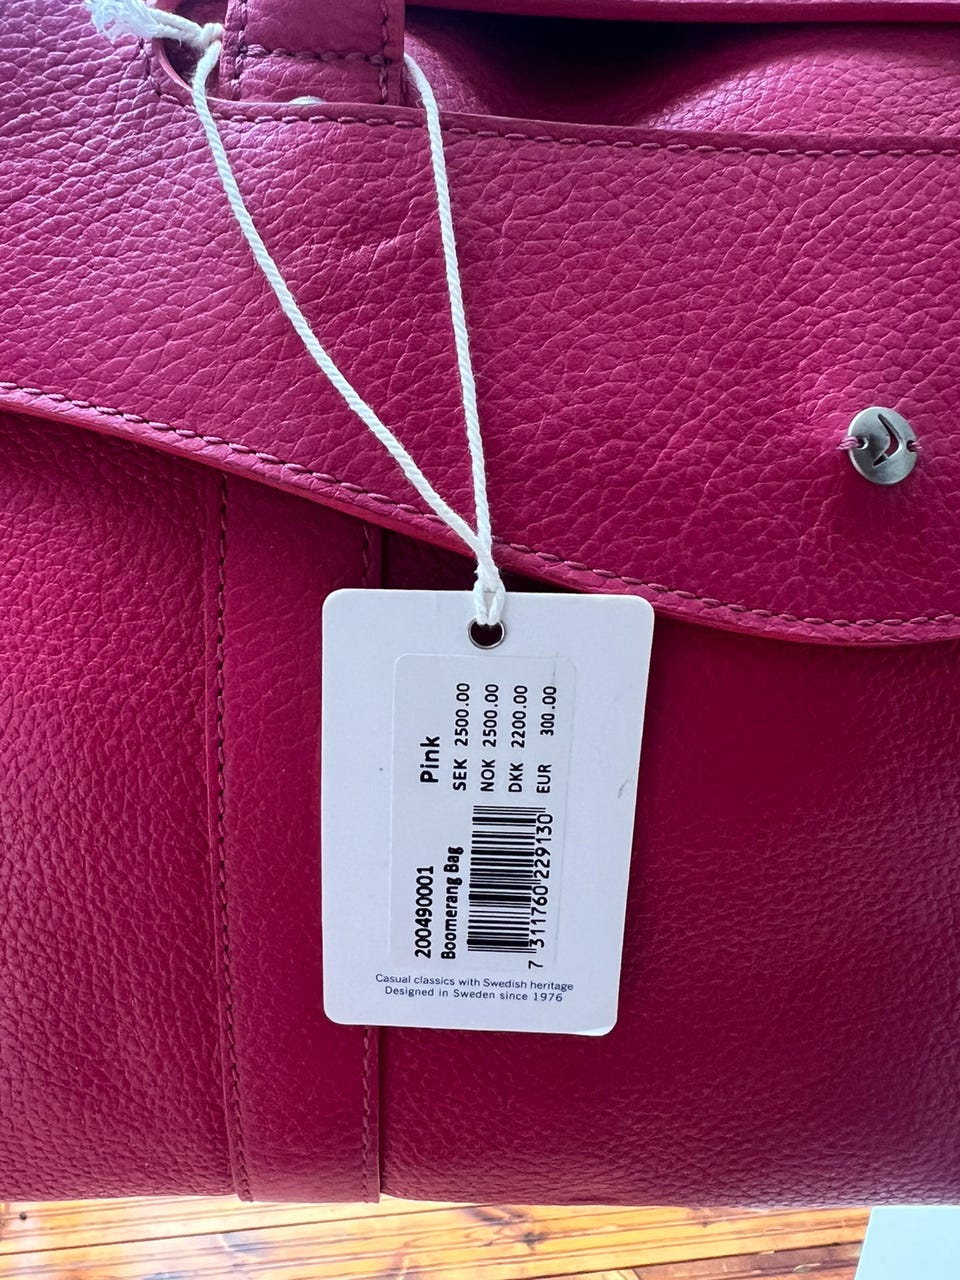 200490001 Pink
Boomerang Bag
SEK 2500.00
NOK 2500.00
DKK 2200.00
EUR 300.00
7 311760 229130
Casual classics with Swedish heritage
Designed in Sweden since 1976